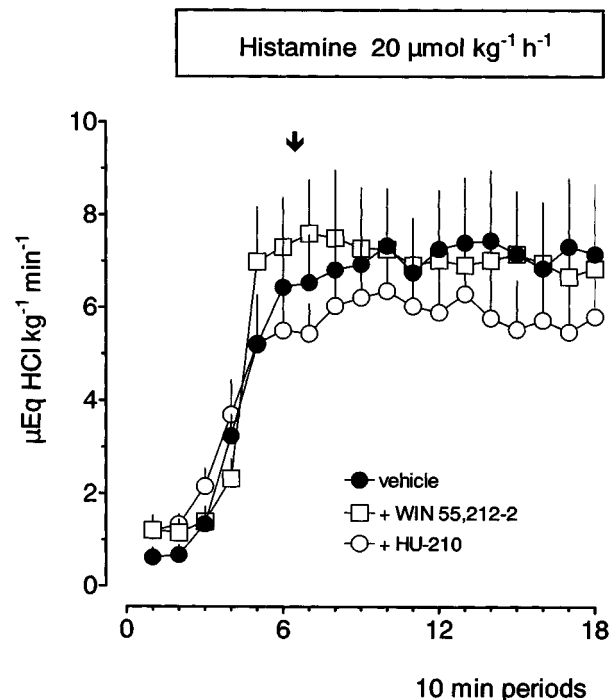 Histamine 20 µmol kg⁻¹ h⁻¹
10
8
6
4
2
0
µEq HCl kg⁻¹ min⁻¹
vehicle
+ WIN 55,212-2
+ HU-210
0 6 12 18
10 min periods